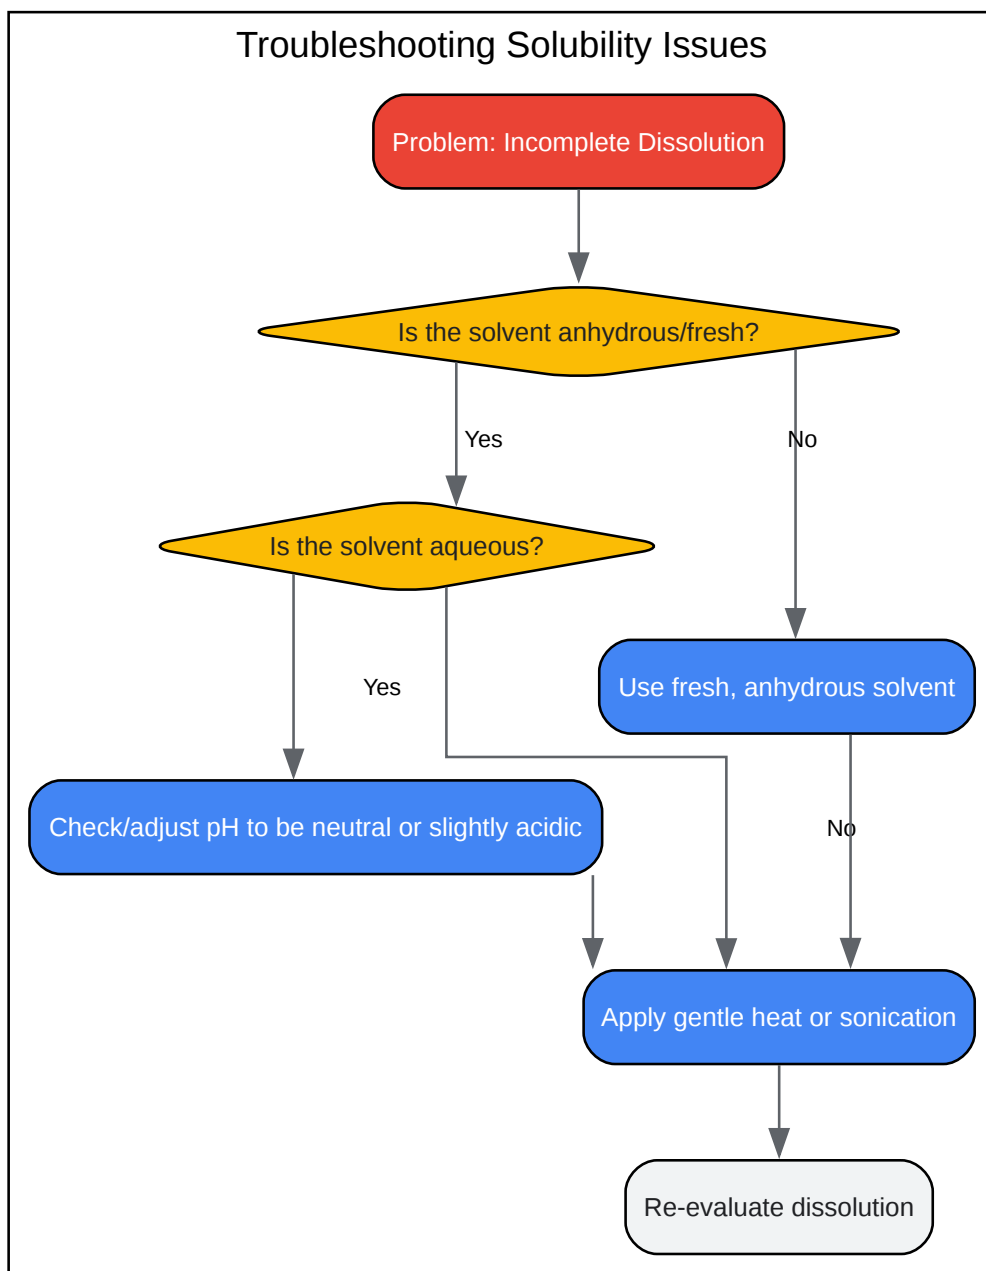 Troubleshooting Solubility Issues
Problem: Incomplete Dissolution
Is the solvent anhydrous/fresh?
Yes
No
Is the solvent aqueous?
Yes
Use fresh, anhydrous solvent
Check/adjust pH to be neutral or slightly acidic
No
Apply gentle heat or sonication
Re-evaluate dissolution